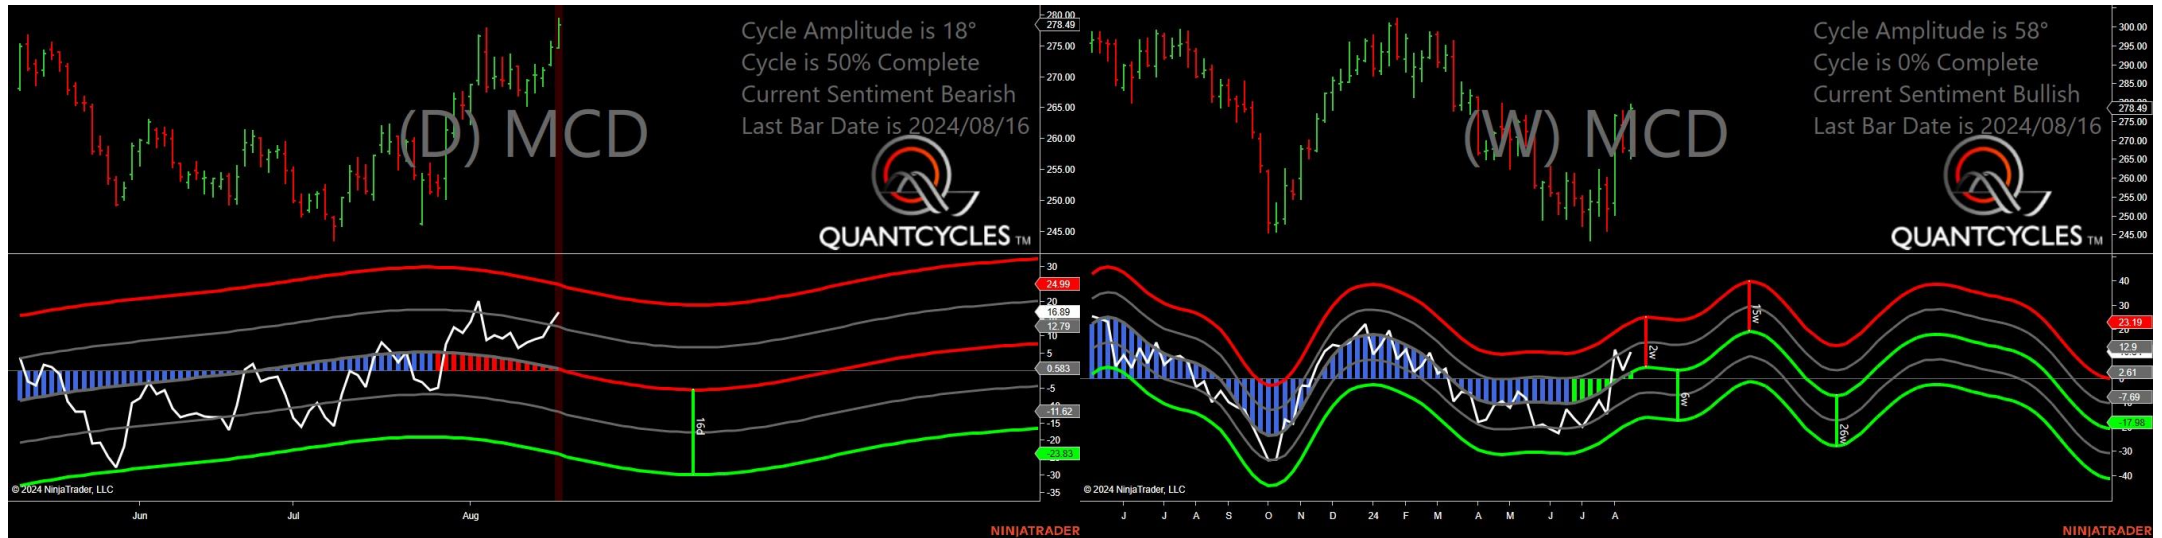 Cycle Amplitude is 18°
Cycle is 50% Complete
Current Sentiment Bearish
Last Bar Date is 2024/08/16
(D) MCD
QUANTCYCLES TM
280.00
278.49
275.00
270.00
265.00
260.00
255.00
250.00
245.00
30
24.99
20
16.89
12.79
10
5
0.583
-5
-11.62
-15
-20
-23.83
-30
-35
16d
© 2024 NinjaTrader, LLC
Jun Jul Aug
NINJATRADER
Cycle Amplitude is 58°
Cycle is 0% Complete
Current Sentiment Bullish
Last Bar Date is 2024/08/16
(W) MCD
QUANTCYCLES TM
300.00
295.00
290.00
285.00
278.49
275.00
270.00
265.00
260.00
255.00
250.00
245.00
40
30
23.19
12.9
2.61
-7.69
-17.98
-30
-40
2w
6w
15w
26w
© 2024 NinjaTrader, LLC
J J A S O N D 24 F M A M J J A
NINJATRADER